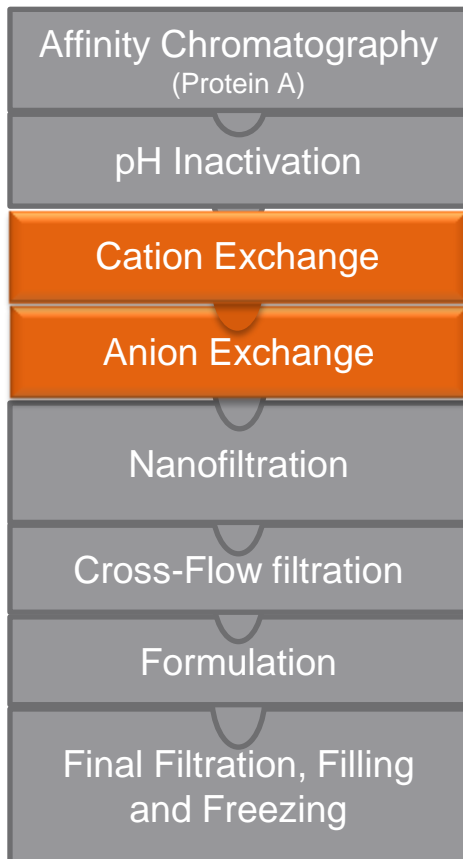 Affinity Chromatography
(Protein A)
pH Inactivation
Cation Exchange
Anion Exchange
Nanofiltration
Cross-Flow filtration
Formulation
Final Filtration, Filling
and Freezing